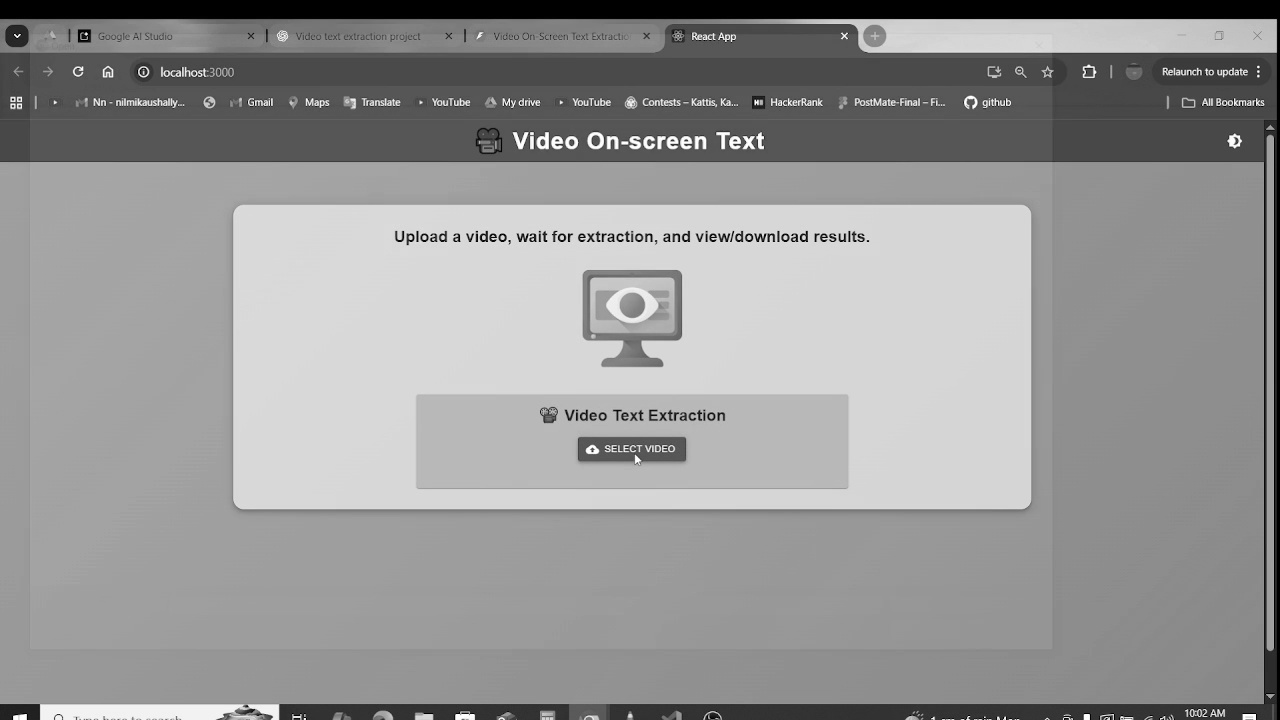 Google AI Studio
Video text extraction project
Video On-Screen Text Extractio
React App
localhost:3000
Relaunch to update
Nn - nilmikaushally...
Gmail
Maps
Translate
YouTube
My drive
YouTube
Contests – Kattis, Ka...
HackerRank
PostMate-Final – Fi...
github
All Bookmarks
Video On-screen Text
Upload a video, wait for extraction, and view/download results.
Video Text Extraction
SELECT VIDEO
Type here to search
10:02 AM